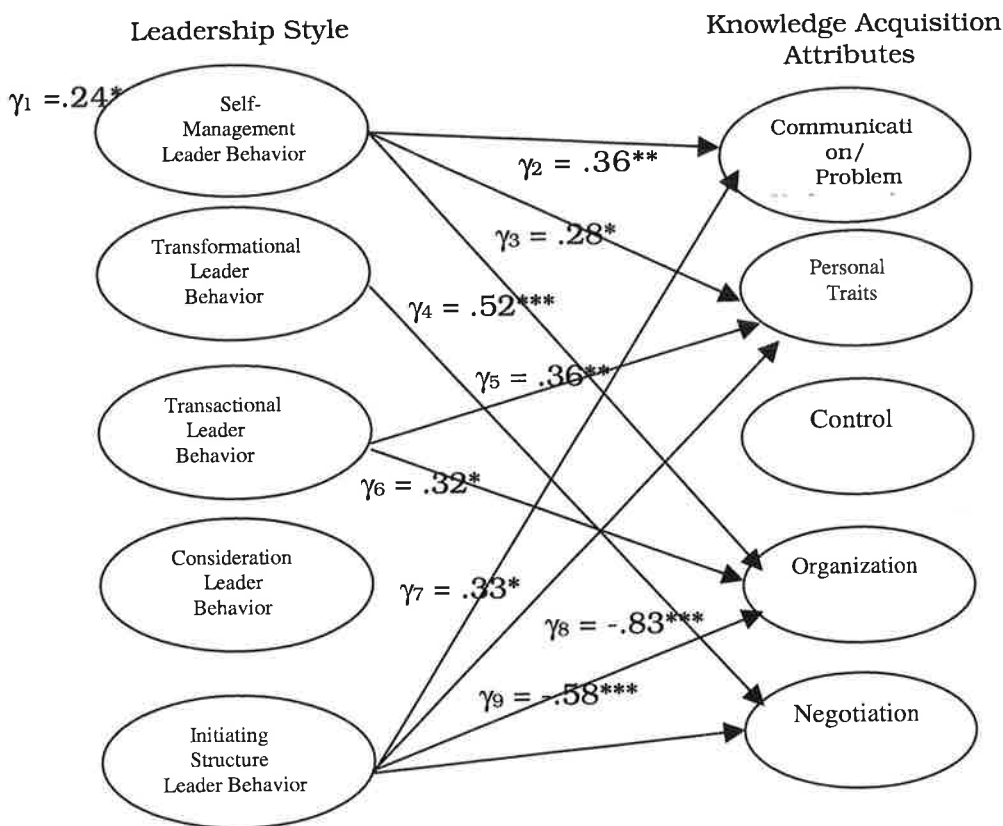 Leadership Style
Knowledge Acquisition
Attributes
γ1 =.24*
Self-
Management
Leader Behavior
Communicati
on/
Problem
γ2 = .36**
γ3 = .28*
Transformational
Leader
Behavior
Personal
Traits
γ4 = .52***
γ5 = .36**
Transactional
Leader
Behavior
Control
γ6 = .32*
Consideration
Leader
Behavior
Organization
γ7 = .33*
γ8 = -.83***
γ9 = -.58***
Initiating
Structure
Leader Behavior
Negotiation